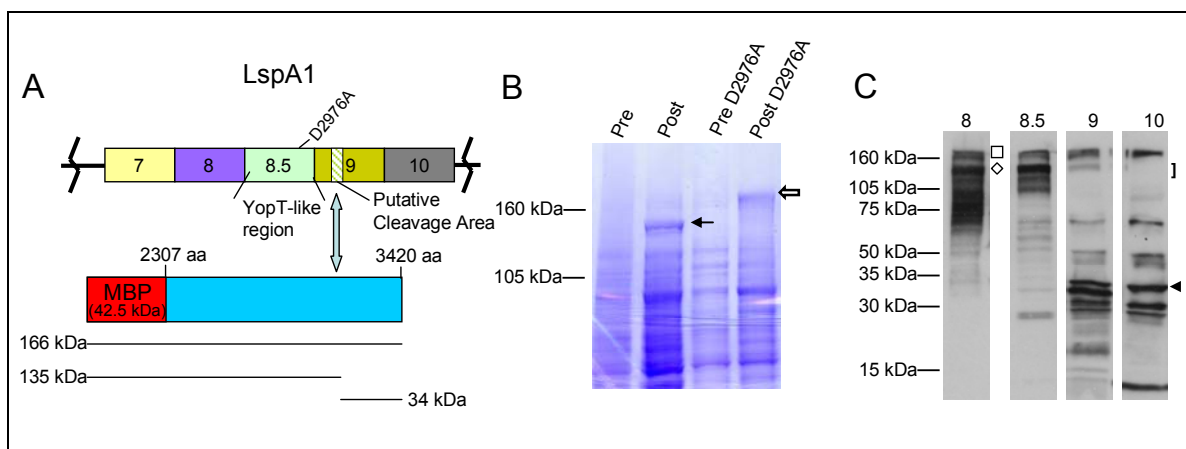 A
LspA1
D2976A
7
8
8.5
9
10
YopT-like
region
Putative
Cleavage Area
2307 aa
3420 aa
MBP
(42.5 kDa)
166 kDa
135 kDa
34 kDa
B
Pre
Post
Pre D2976A
Post D2976A
160 kDa
105 kDa
C
8
8.5
9
10
160 kDa
105 kDa
75 kDa
50 kDa
35 kDa
30 kDa
15 kDa
]